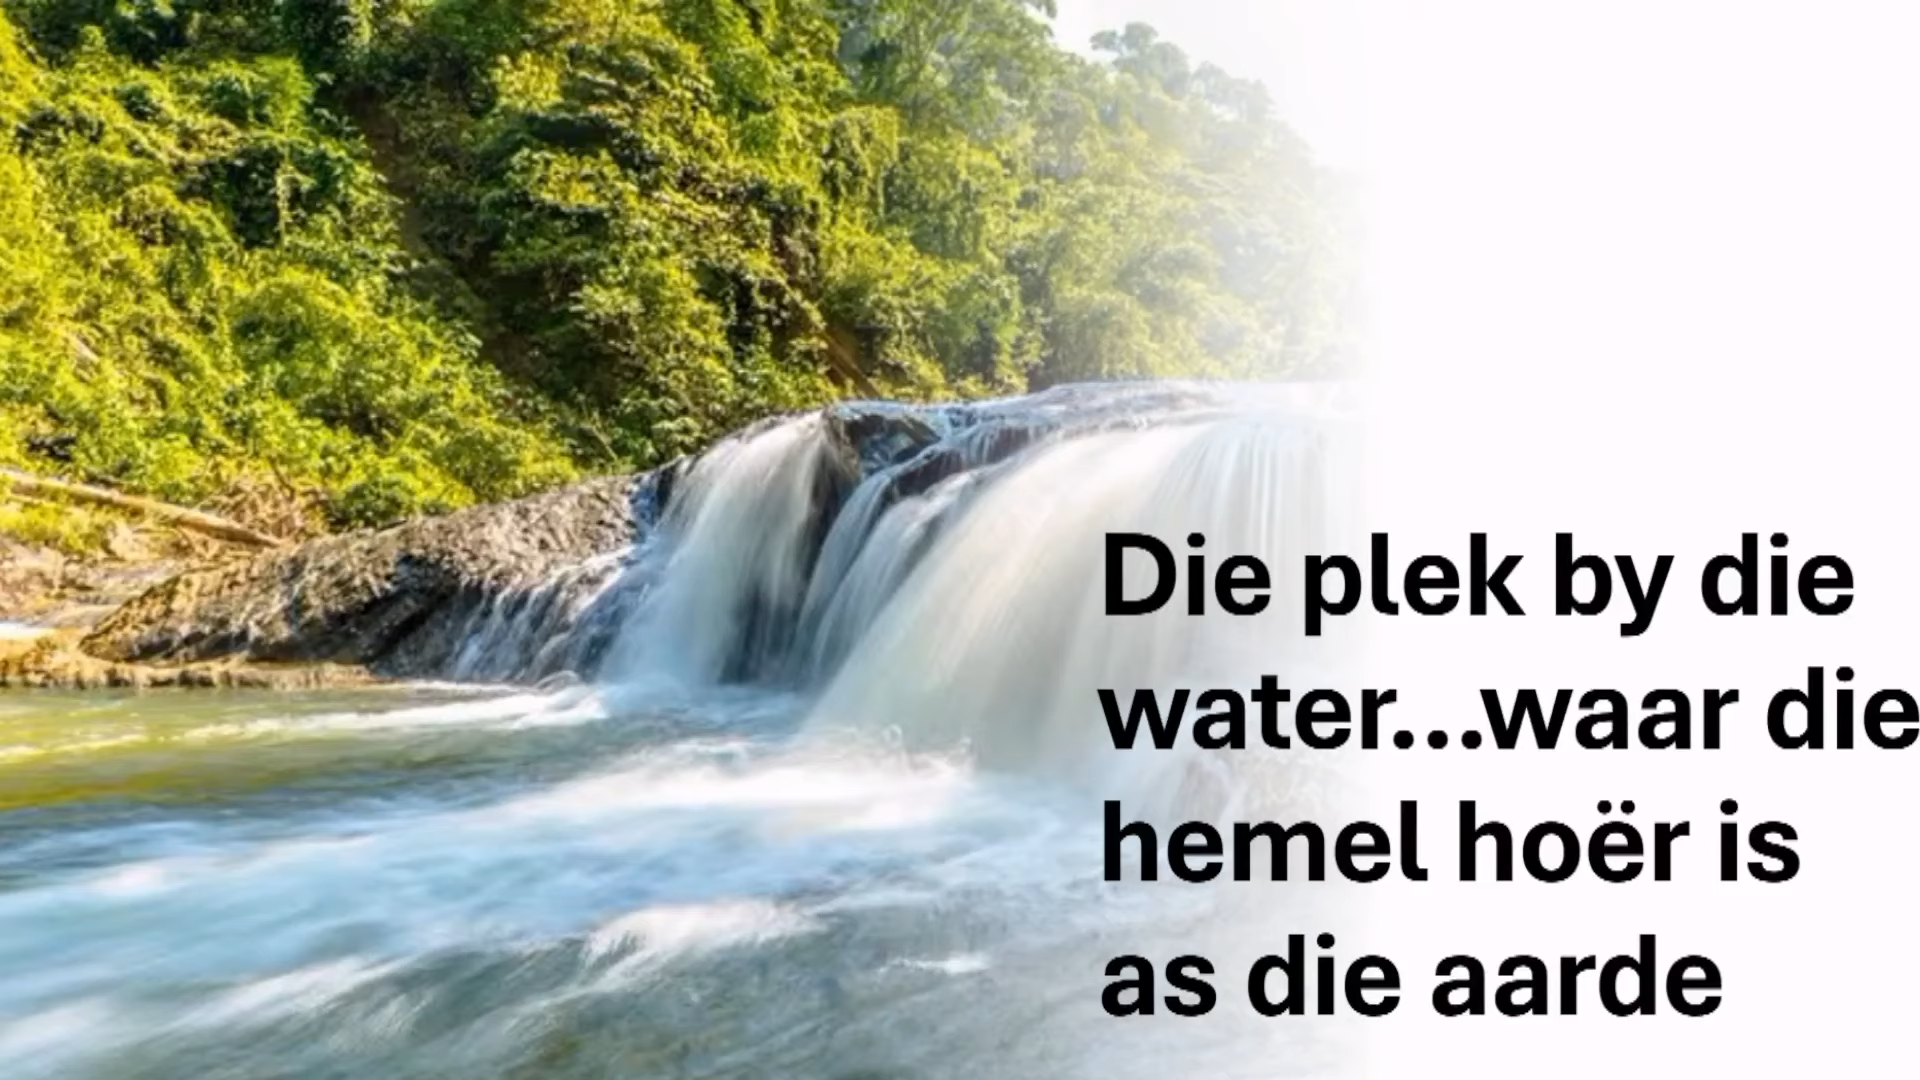 Die plek by die
water...waar die
hemel hoër is
as die aarde